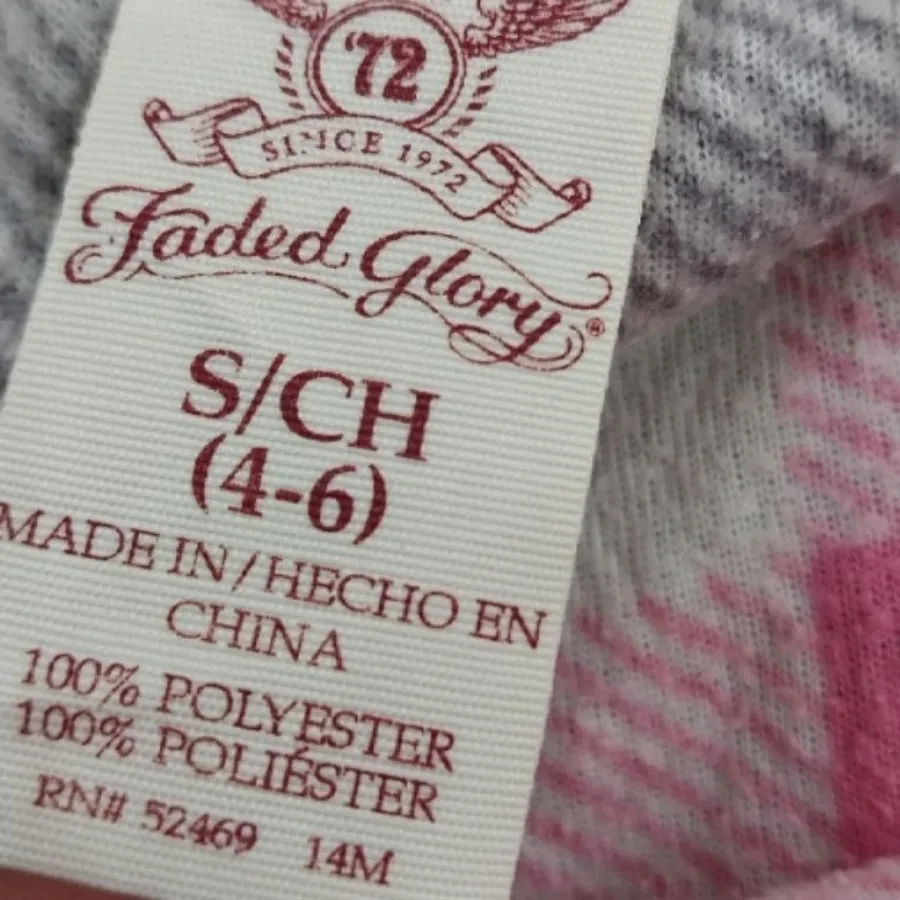 '72
SINCE 1972
Faded Glory®
S/CH
(4-6)
MADE IN/HECHO EN
CHINA
100% POLYESTER
100% POLIÉSTER
RN# 52469 14M